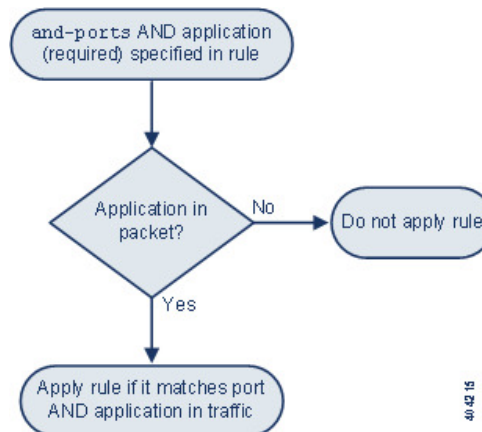 and-ports AND application
(required) specified in rule
Application in
packet?
No
Do not apply rule
Yes
Apply rule if it matches port
AND application in traffic
404215